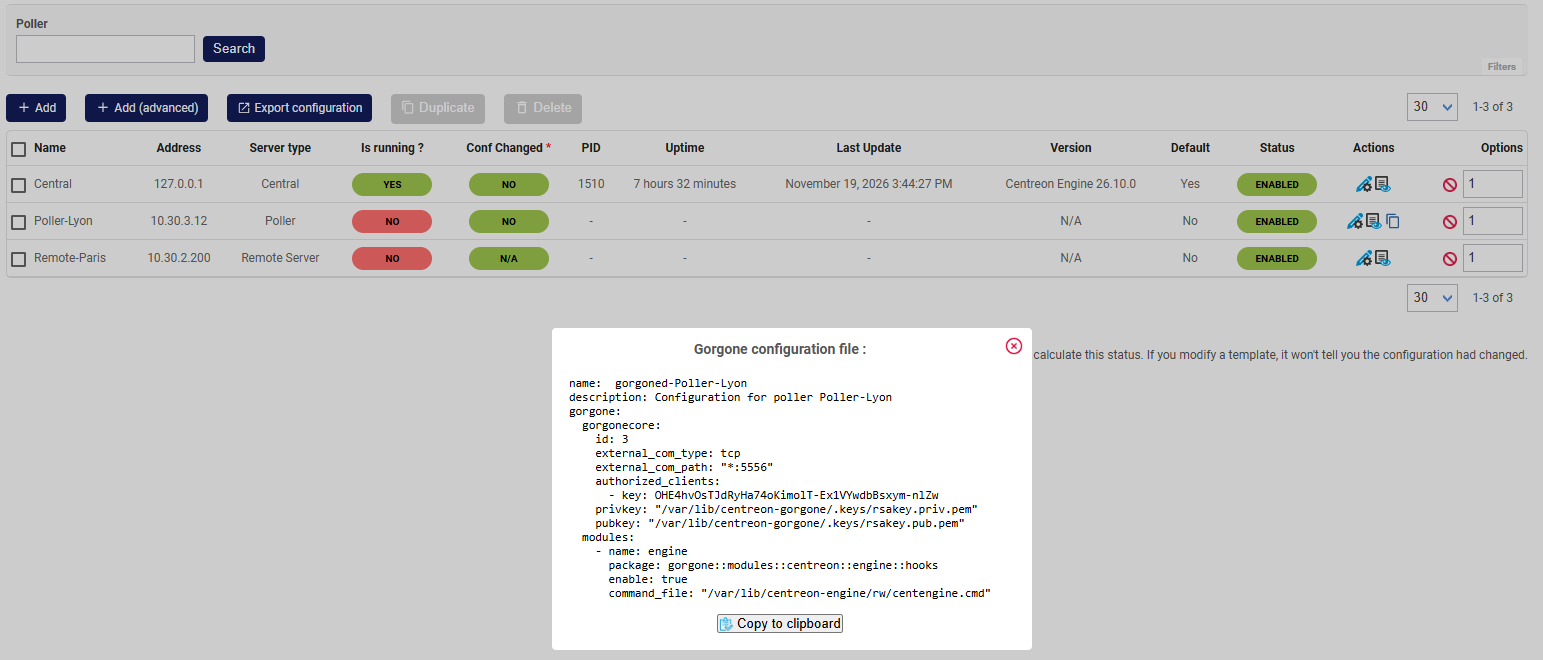 Poller
Search
Filters
Add
Add (advanced)
Export configuration
Duplicate
Delete
30
1-3 of 3
Name Address Server type Is running ? Conf Changed * PID Uptime Last Update Version Default Status Actions Options
Central 127.0.0.1 Central YES NO 1510 7 hours 32 minutes November 19, 2026 3:44:27 PM Centreon Engine 26.10.0 Yes ENABLED 1
Poller-Lyon 10.30.3.12 Poller NO NO - - - N/A No ENABLED 1
Remote-Paris 10.30.2.200 Remote Server NO N/A - - - N/A No ENABLED 1
30
1-3 of 3
calculate this status. If you modify a template, it won't tell you the configuration had changed.
Gorgone configuration file :
name:  gorgoned-Poller-Lyon
description: Configuration for poller Poller-Lyon
gorgone:
  gorgonecore:
    id: 3
    external_com_type: tcp
    external_com_path: "*:5556"
    authorized_clients:
      - key: OHE4hvOsTJdRyHa74oKimolT-Ex1VYwdbBsxym-nlZw
    privkey: "/var/lib/centreon-gorgone/.keys/rsakey.priv.pem"
    pubkey: "/var/lib/centreon-gorgone/.keys/rsakey.pub.pem"
  modules:
    - name: engine
      package: gorgone::modules::centreon::engine::hooks
      enable: true
      command_file: "/var/lib/centreon-engine/rw/centengine.cmd"
Copy to clipboard